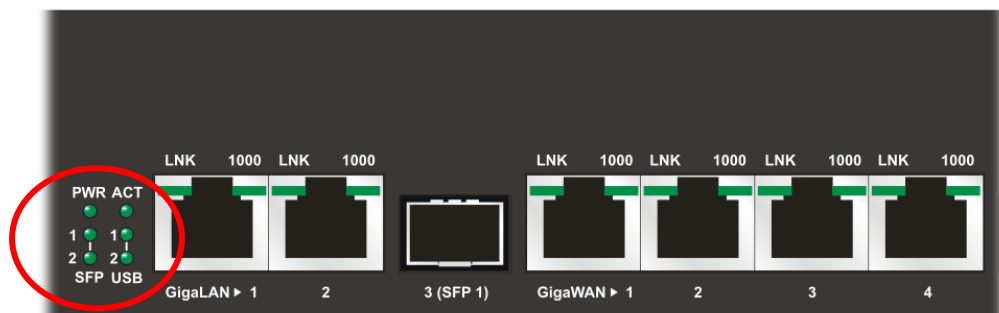 LNK 1000 LNK 1000 LNK 1000 LNK 1000 LNK 1000 LNK 1000
PWR ACT
1 1
2 2
SFP USB
GigaLAN ▶ 1 2 3 (SFP 1) GigaWAN ▶ 1 2 3 4